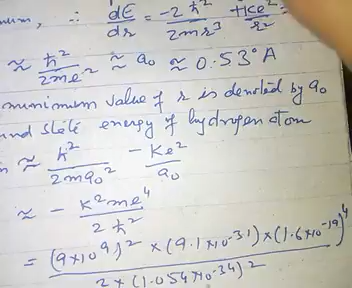 mum, ∴ dE/dr = -2ℏ²/2mr³ + Ke²/r² =
≈ ℏ²/2me² ≈ a₀ ≈ 0.53°A
minimum value of r is denoted by a₀
und state energy of hydrogen atom
≈ ℏ²/2ma₀² - Ke²/a₀
≈ - K²me⁴/2ℏ²
= (9×10⁹)² × (9.1×10⁻³¹) × (1.6×10⁻¹⁹)⁴ / 2×(1.054×10⁻³⁴)²